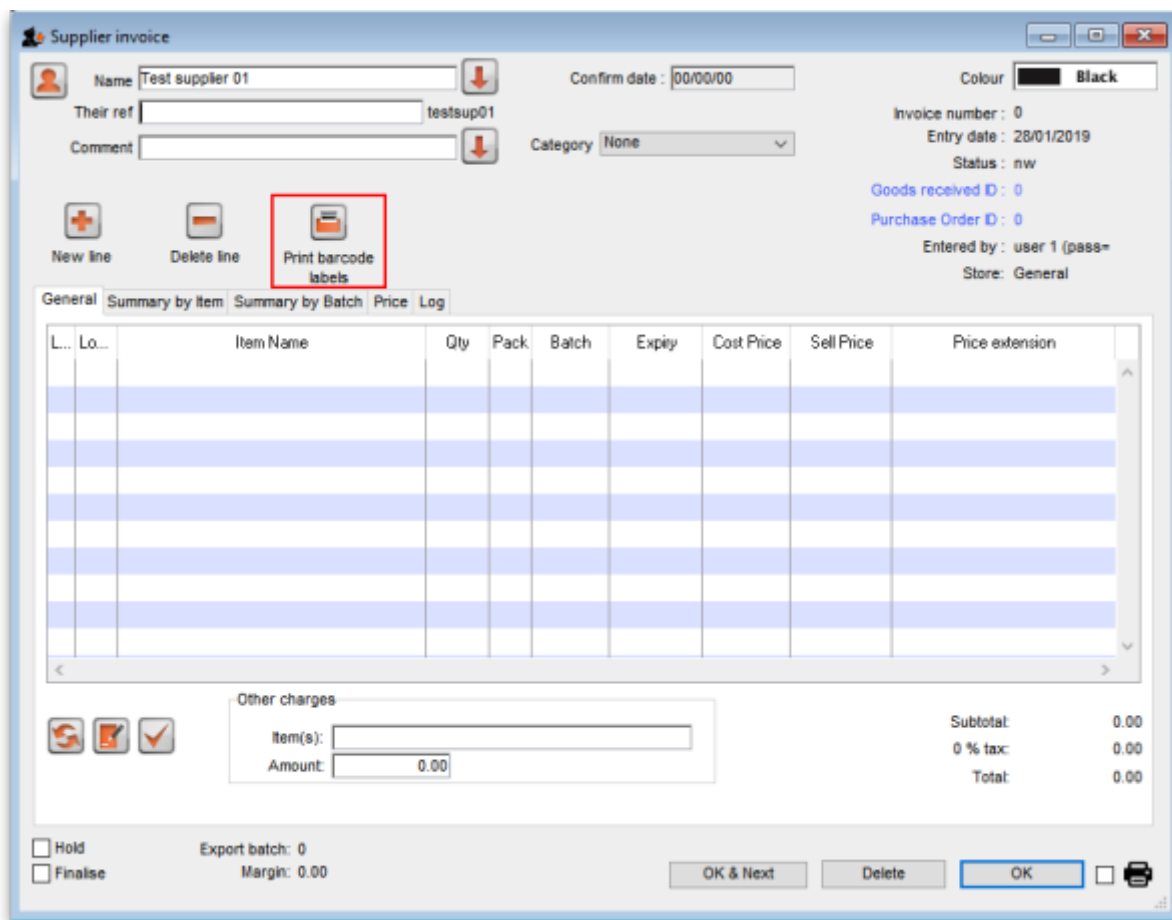 Supplier invoice
Name Test supplier 01 Confirm date : 00/00/00 Colour Black
Their ref testsup01 Invoice number : 0
Entry date : 28/01/2019
Comment Category None
Status : nw
Goods received ID : 0
Purchase Order ID : 0
Entered by : user 1 (pass=
Store: General
New line Delete line Print barcode
labels
General Summary by Item Summary by Batch Price Log
L... Lo... Item Name Qty Pack Batch Expiry Cost Price Sell Price Price extension
Other charges
Item(s):
Amount: 0.00
Subtotal: 0.00
0 % tax: 0.00
Total: 0.00
Hold Export batch: 0
Finalise Margin: 0.00
OK & Next Delete OK